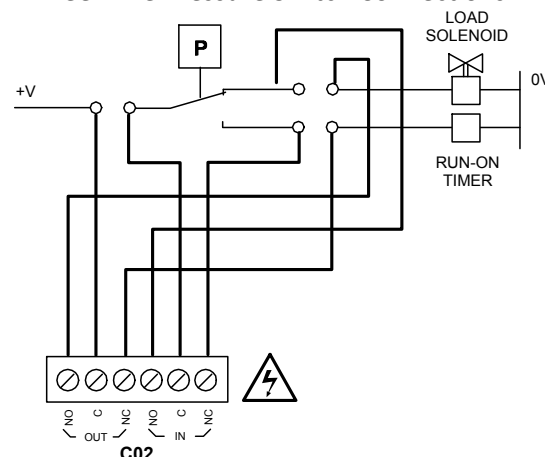 LOAD
SOLENOID
P
+V
0V
RUN-ON
TIMER
NO C NC NO C NC
OUT IN
C02